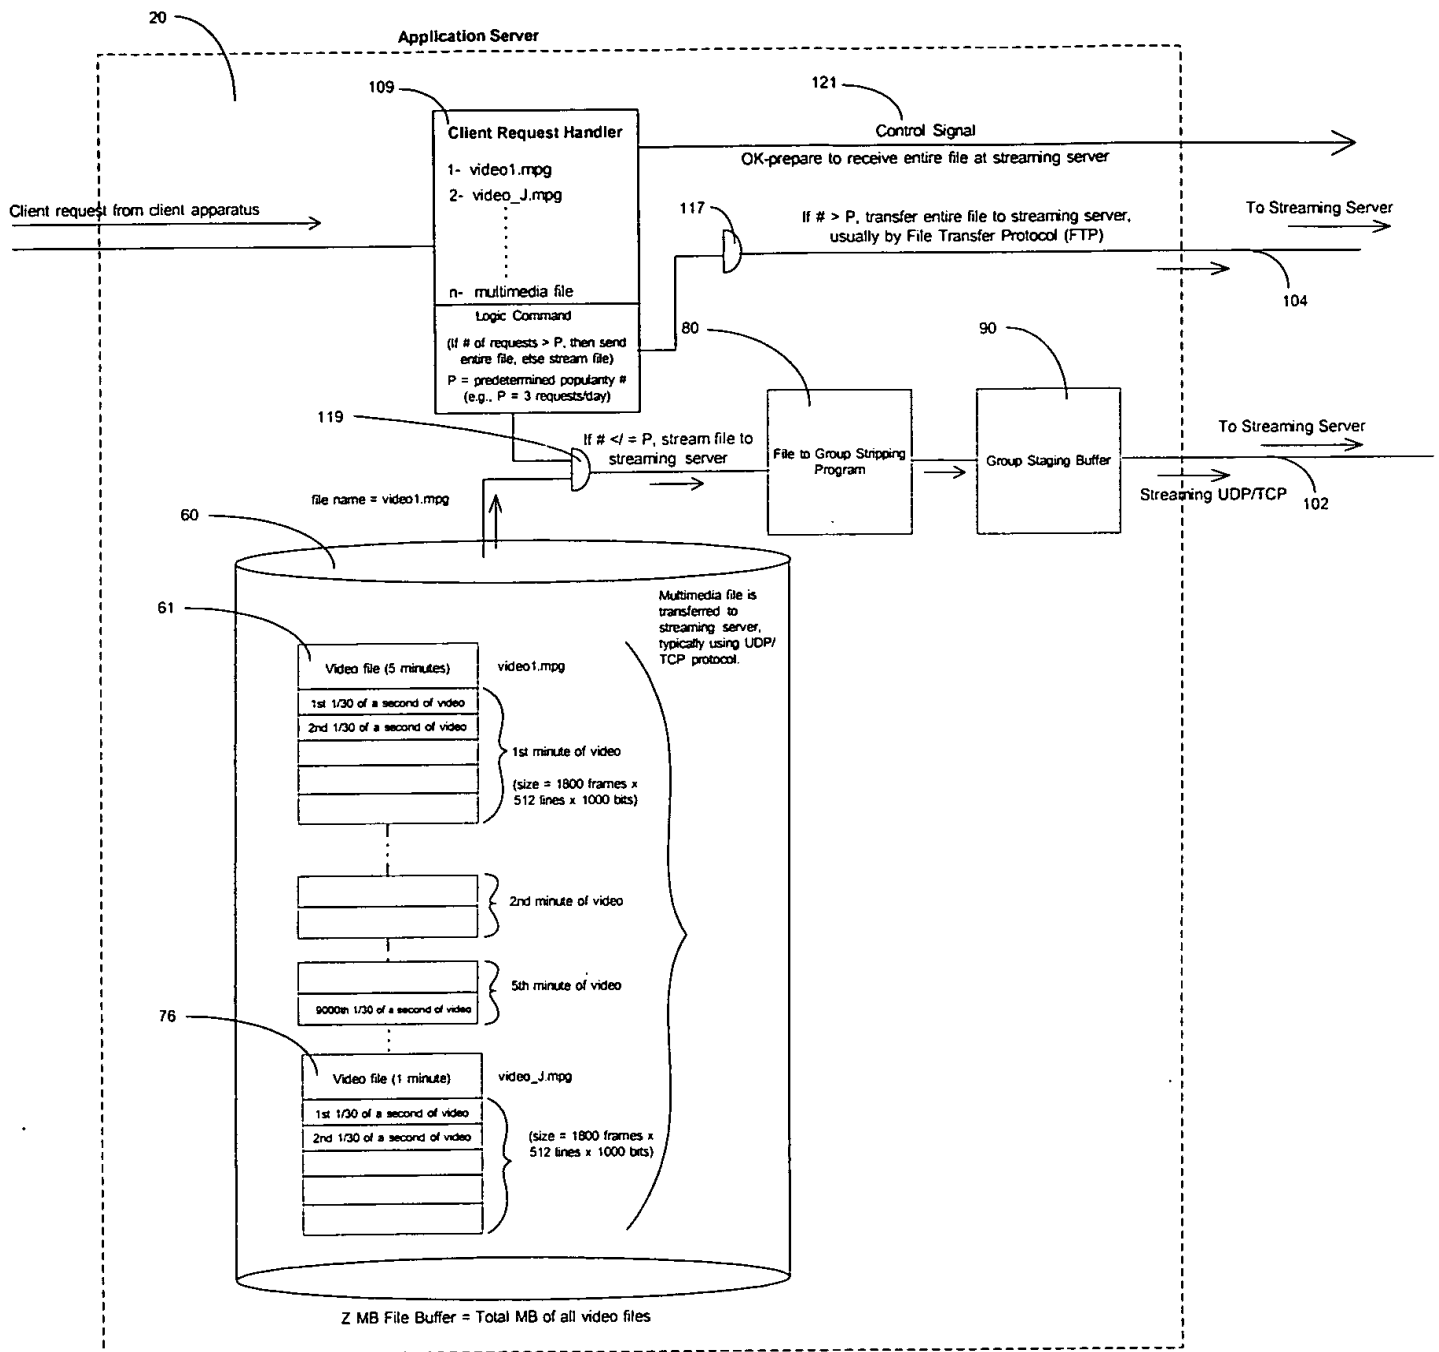 20
Application Server
109
121
Client Request Handler
1- video1.mpg
2- video_J.mpg
n- multimedia file
Logic Command
(If # of requests > P, then send
entire file, else stream file)
P = predetermined popularity #
(e.g., P = 3 requests/day)
Control Signal
OK-prepare to receive entire file at streaming server
Client request from client apparatus
117
If # > P, transfer entire file to streaming server,
usually by File Transfer Protocol (FTP)
To Streaming Server
104
80
90
119
If # </ = P, stream file to
streaming server
File to Group Stripping
Program
Group Staging Buffer
To Streaming Server
Streaming UDP/TCP
102
file name = video1.mpg
60
61
Multimedia file is
transferred to
streaming server,
typically using UDP/
TCP protocol.
Video file (5 minutes)
video1.mpg
1st 1/30 of a second of video
2nd 1/30 of a second of video
1st minute of video
(size = 1800 frames x
512 lines x 1000 bits)
2nd minute of video
5th minute of video
9000th 1/30 of a second of video
76
Video file (1 minute)
video_J.mpg
1st 1/30 of a second of video
2nd 1/30 of a second of video
(size = 1800 frames x
512 lines x 1000 bits)
Z MB File Buffer = Total MB of all video files